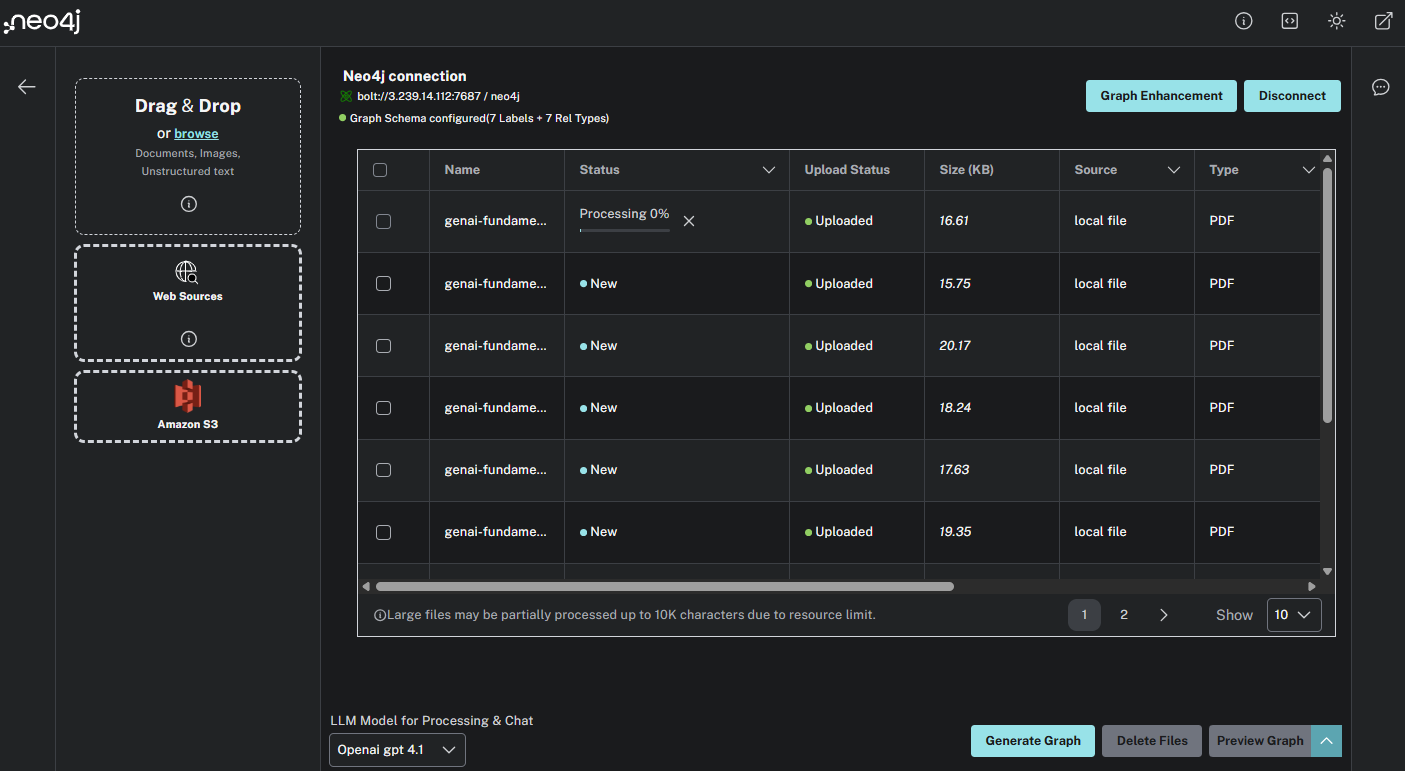 neo4j
Drag & Drop
or browse
Documents, Images,
Unstructured text
Web Sources
Amazon S3
Neo4j connection
bolt://3.239.14.112:7687 / neo4j
Graph Schema configured(7 Labels + 7 Rel Types)
Graph Enhancement
Disconnect
Name Status Upload Status Size (KB) Source Type
genai-fundame... Processing 0% Uploaded 16.61 local file PDF
genai-fundame... New Uploaded 15.75 local file PDF
genai-fundame... New Uploaded 20.17 local file PDF
genai-fundame... New Uploaded 18.24 local file PDF
genai-fundame... New Uploaded 17.63 local file PDF
genai-fundame... New Uploaded 19.35 local file PDF
Large files may be partially processed up to 10K characters due to resource limit.
1 2 Show 10
LLM Model for Processing & Chat
Openai gpt 4.1
Generate Graph
Delete Files
Preview Graph